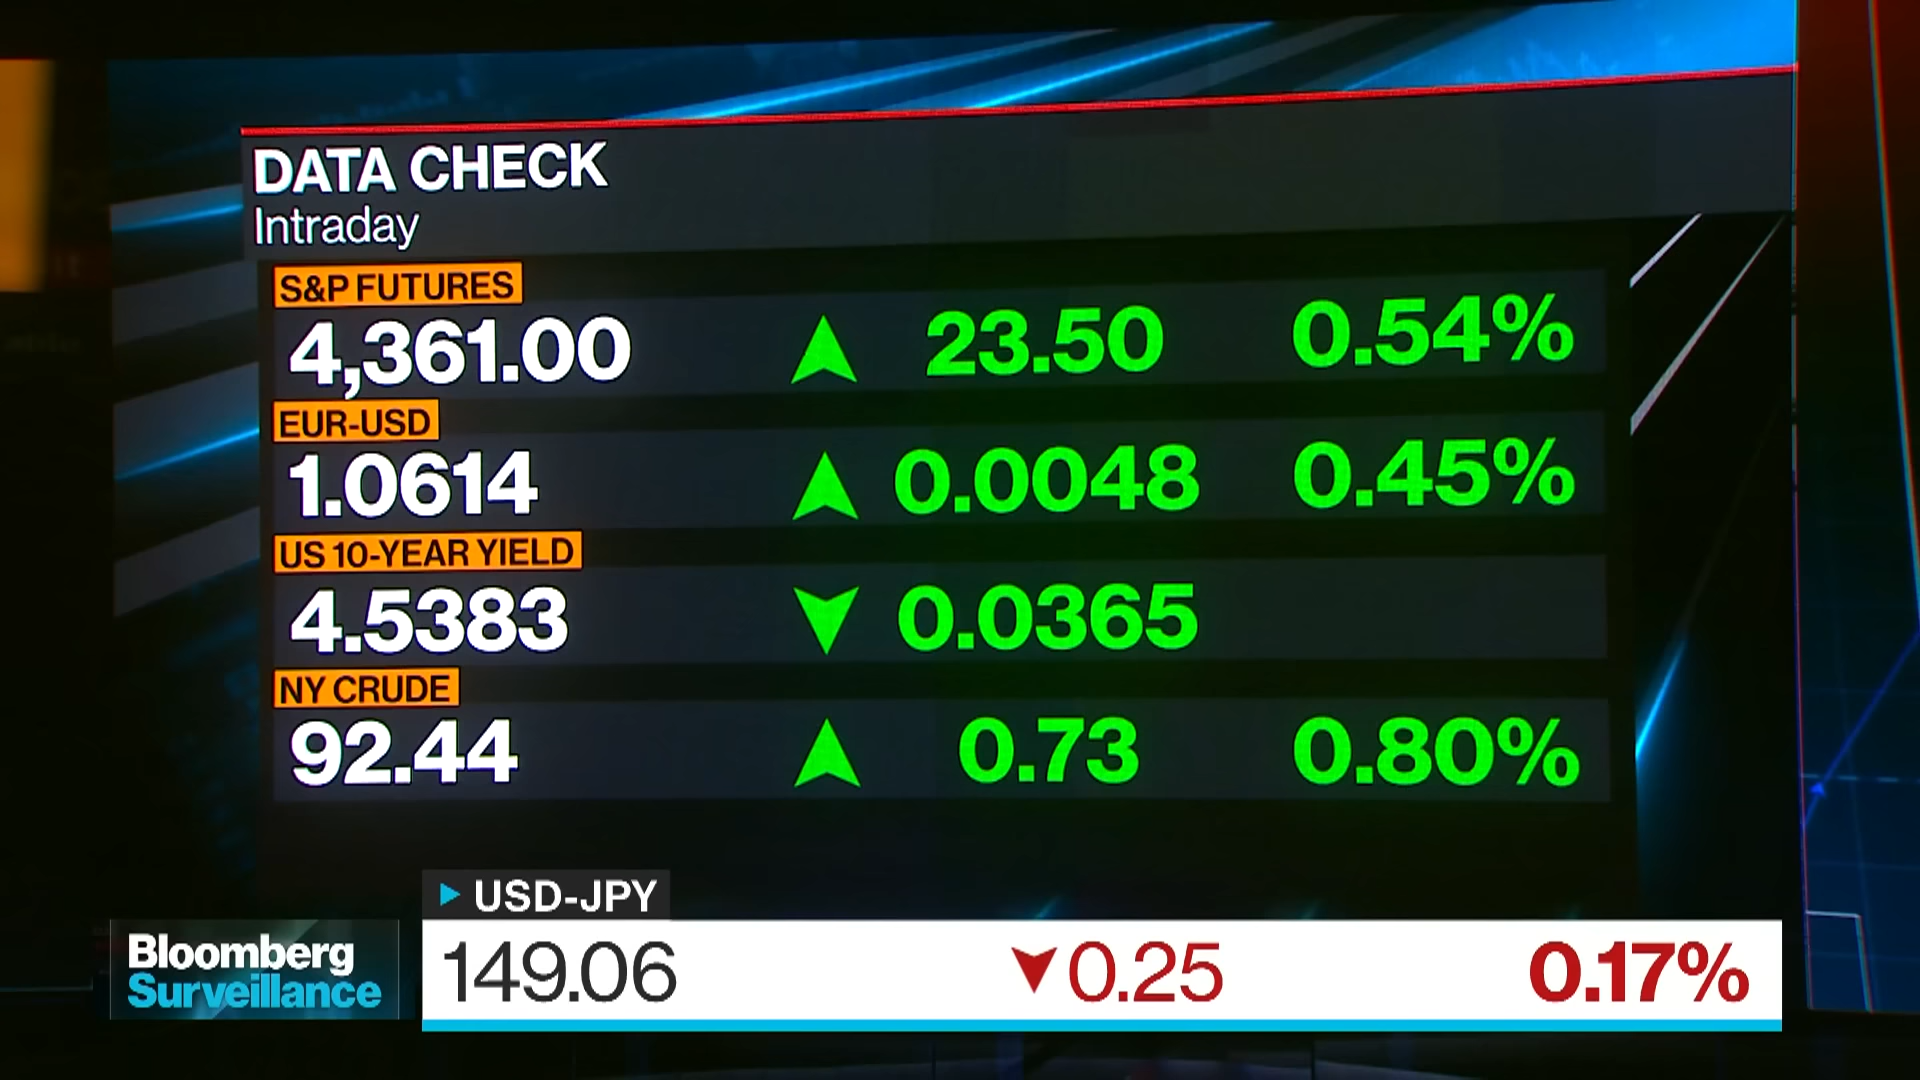 DATA CHECK
Intraday
S&P FUTURES
4,361.00 ▲ 23.50 0.54%
EUR-USD
1.0614 ▲ 0.0048 0.45%
US 10-YEAR YIELD
4.5383 ▼ 0.0365
NY CRUDE
92.44 ▲ 0.73 0.80%
USD-JPY
149.06 ▼ 0.25 0.17%
Bloomberg
Surveillance